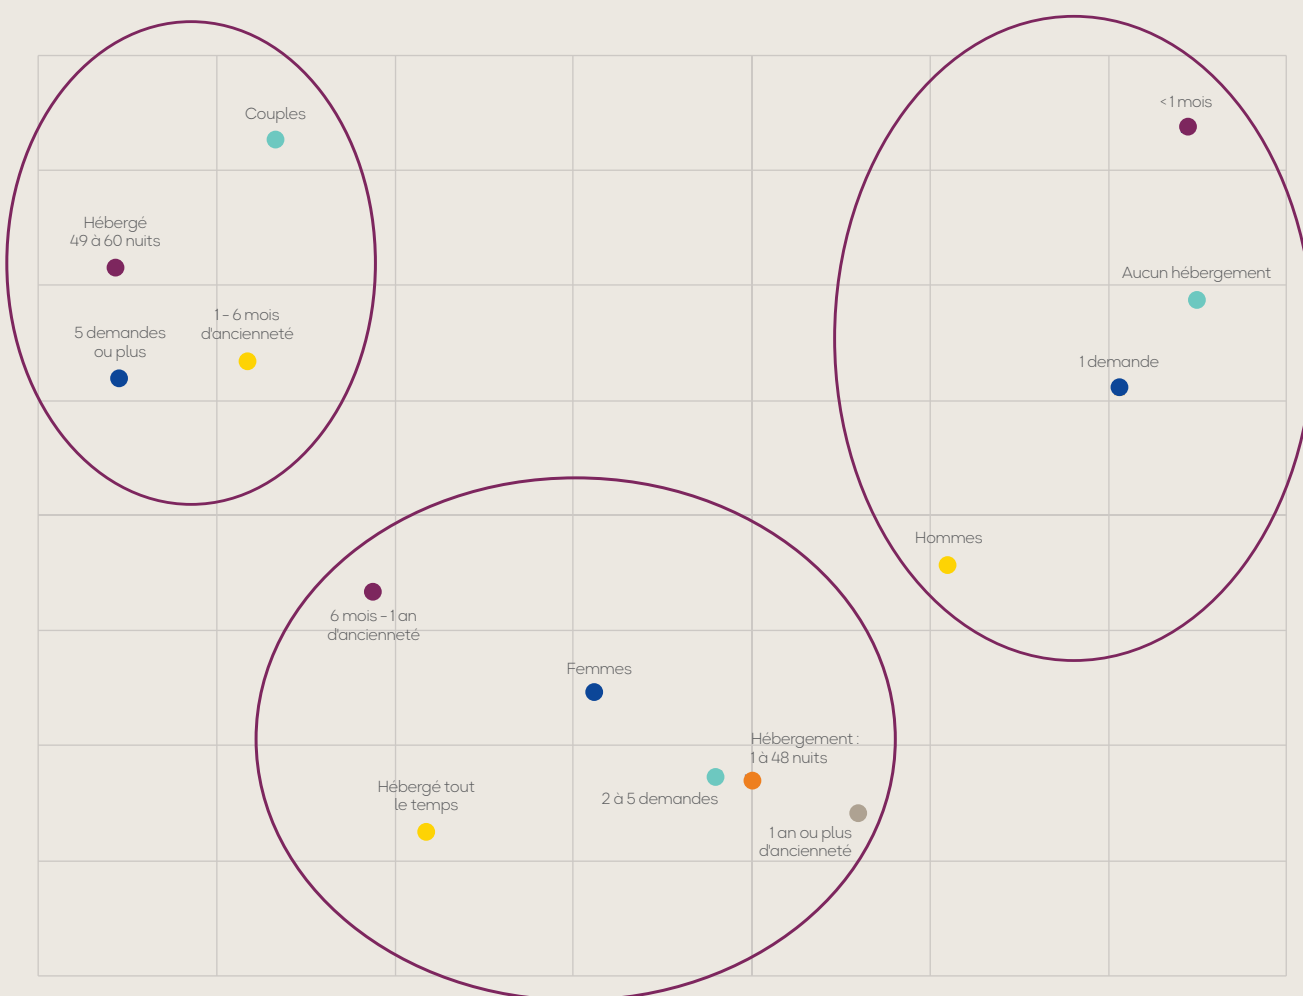 Couples
Hébergé
49 à 60 nuits
1 - 6 mois
d'ancienneté
5 demandes
ou plus
< 1 mois
Aucun hébergement
1 demande
Hommes
6 mois - 1 an
d'ancienneté
Femmes
Hébergement :
1 à 48 nuits
2 à 5 demandes
Hébergé tout
le temps
1 an ou plus
d'ancienneté